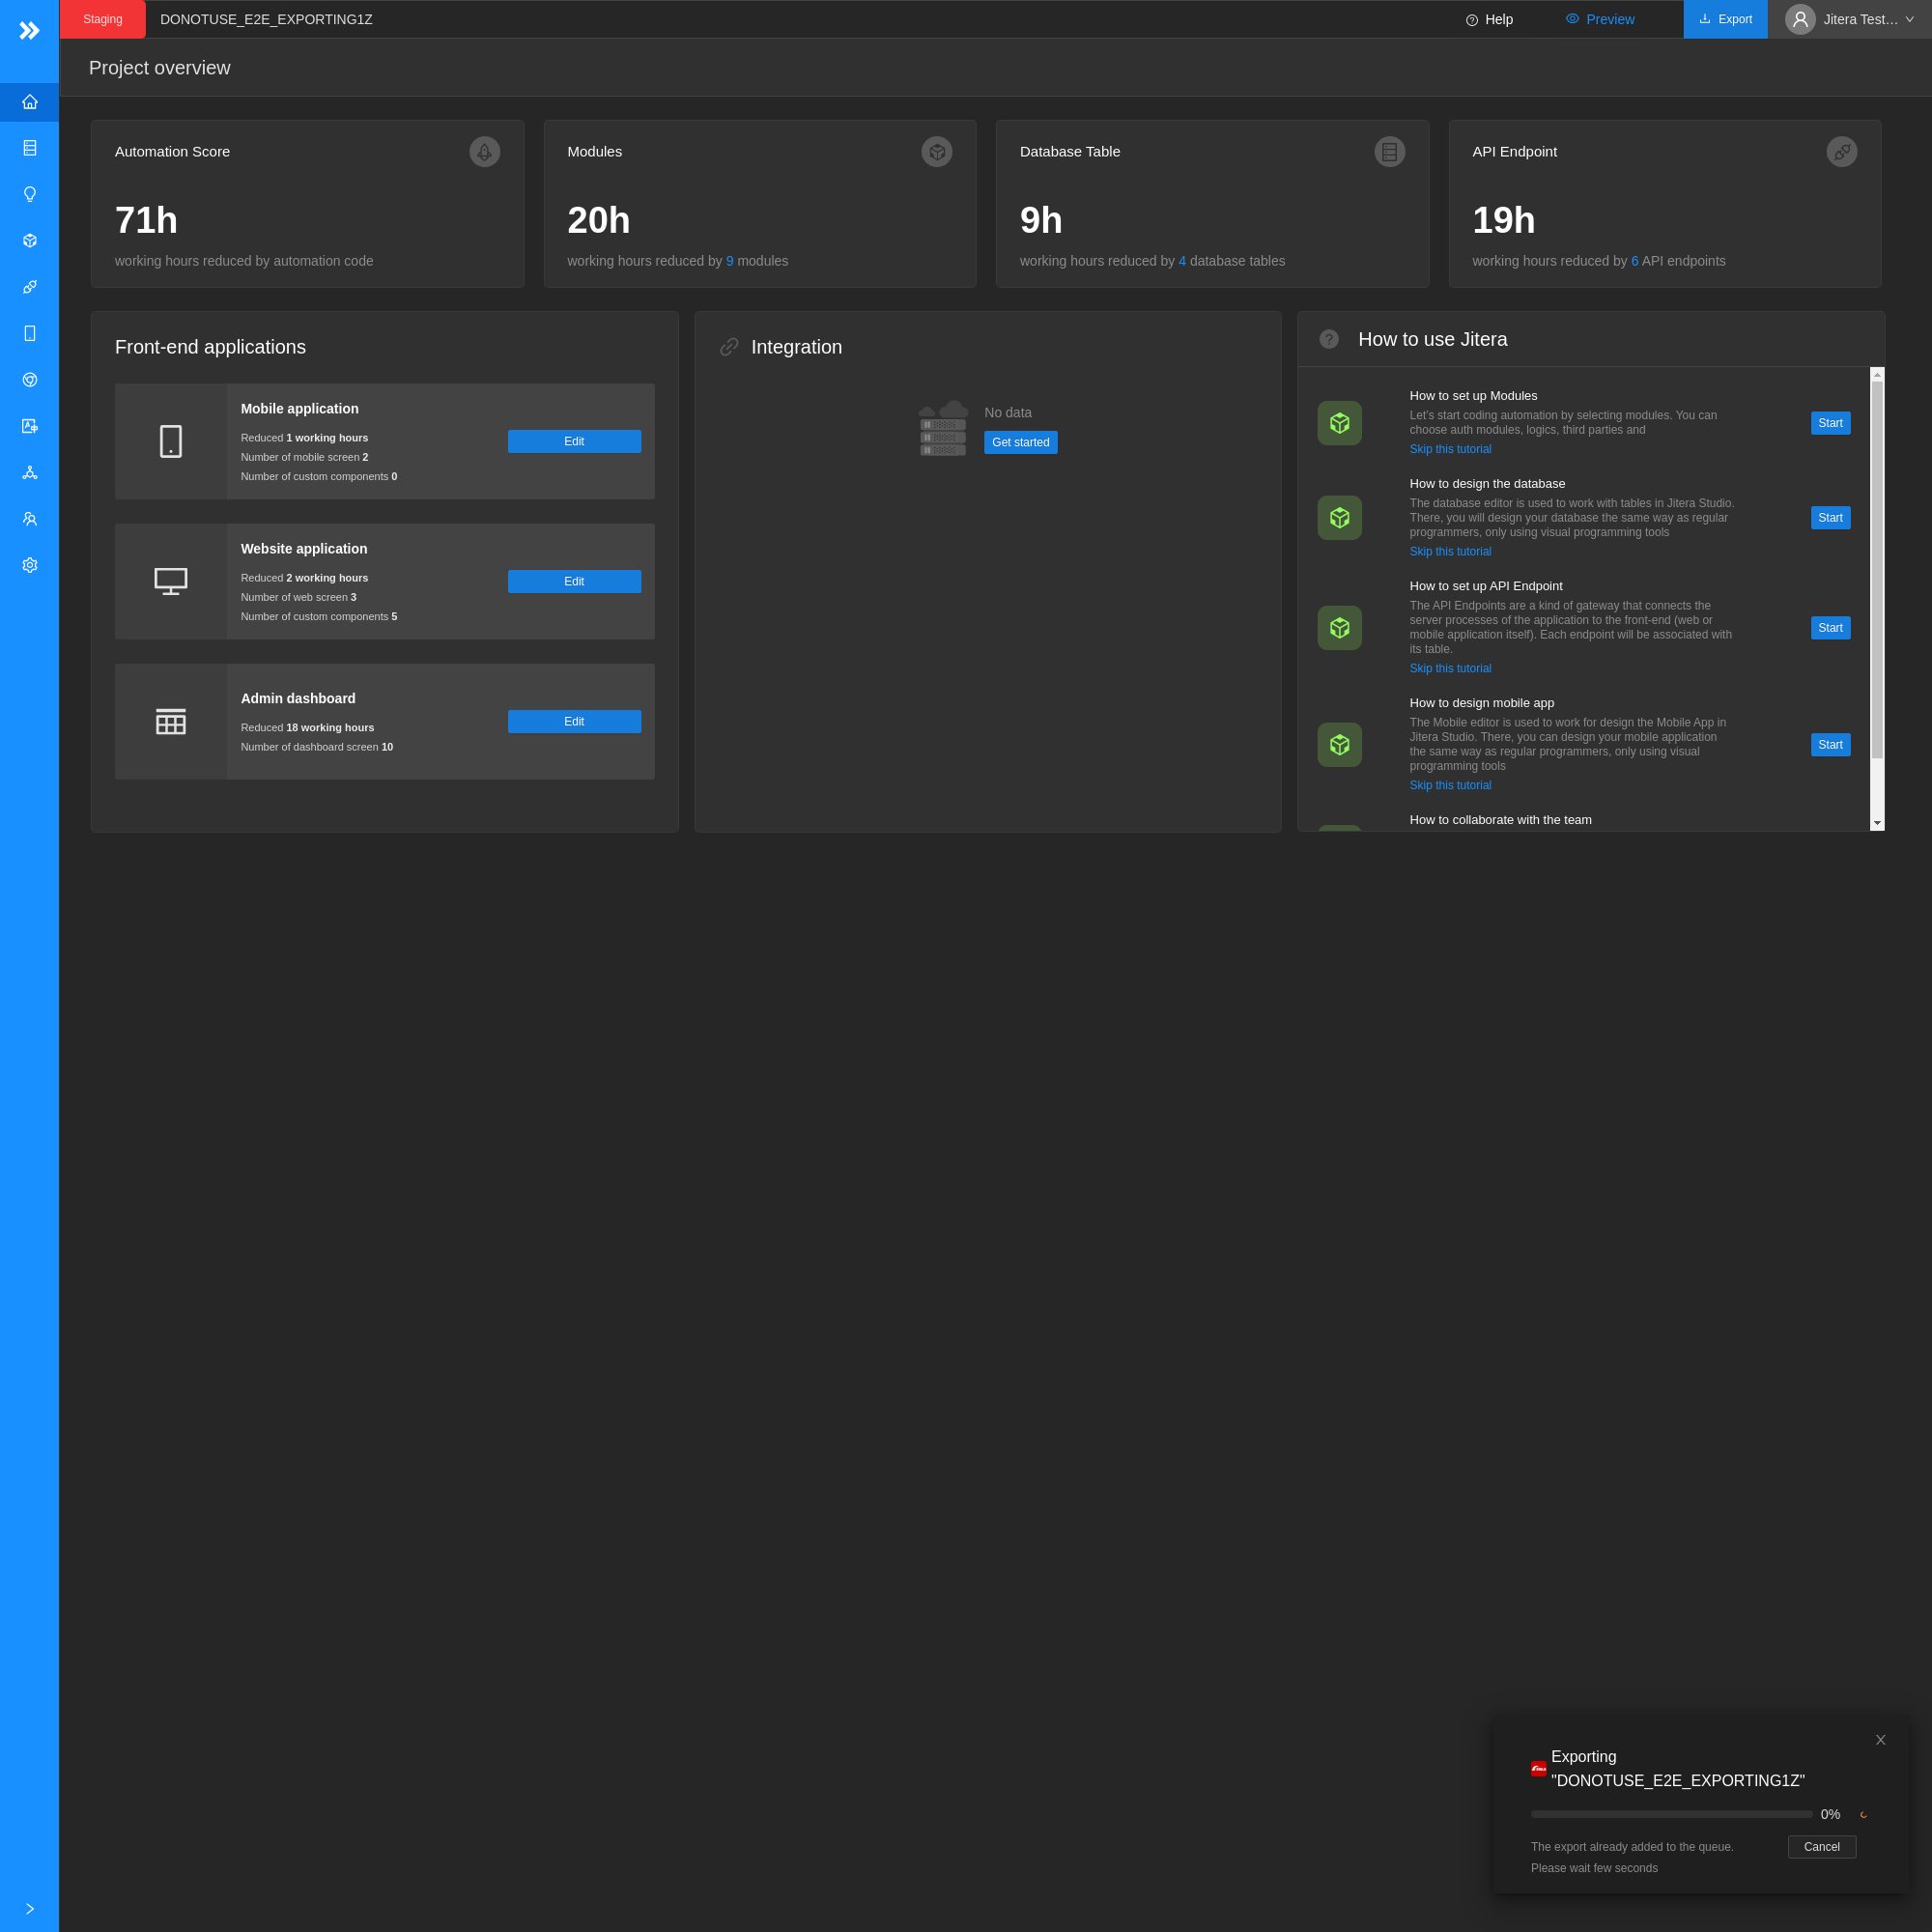 Staging
DONOTUSE_E2E_EXPORTING1Z
Help
Preview
Export
Jitera Test…
Project overview
Automation Score
71h
working hours reduced by automation code
Modules
20h
working hours reduced by 9 modules
Database Table
9h
working hours reduced by 4 database tables
API Endpoint
19h
working hours reduced by 6 API endpoints
Front-end applications
Mobile application
Reduced 1 working hours
Number of mobile screen 2
Number of custom components 0
Edit
Website application
Reduced 2 working hours
Number of web screen 3
Number of custom components 5
Edit
Admin dashboard
Reduced 18 working hours
Number of dashboard screen 10
Edit
Integration
No data
Get started
How to use Jitera
How to set up Modules
Let's start coding automation by selecting modules. You can
choose auth modules, logics, third parties and
Skip this tutorial
Start
How to design the database
The database editor is used to work with tables in Jitera Studio.
There, you will design your database the same way as regular
programmers, only using visual programming tools
Skip this tutorial
Start
How to set up API Endpoint
The API Endpoints are a kind of gateway that connects the
server processes of the application to the front-end (web or
mobile application itself). Each endpoint will be associated with
its table.
Skip this tutorial
Start
How to design mobile app
The Mobile editor is used to work for design the Mobile App in
Jitera Studio. There, you can design your mobile application
the same way as regular programmers, only using visual
programming tools
Skip this tutorial
Start
How to collaborate with the team
Exporting
"DONOTUSE_E2E_EXPORTING1Z"
0%
The export already added to the queue.
Please wait few seconds
Cancel